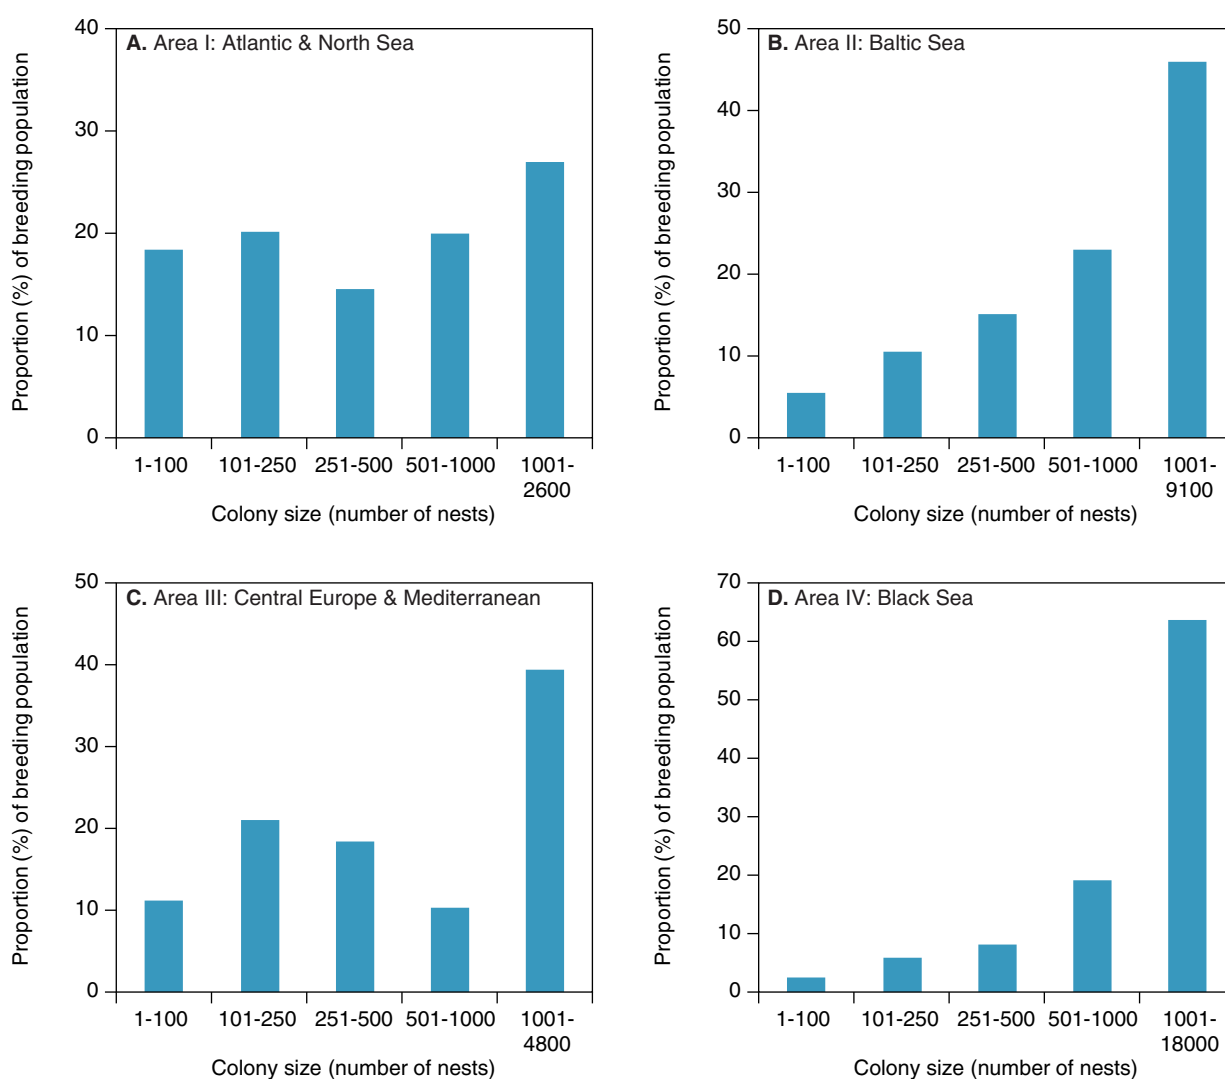 A. Area I: Atlantic & North Sea
Proportion (%) of breeding population
40
30
20
10
0
1-100 101-250 251-500 501-1000 1001-
2600
Colony size (number of nests)
B. Area II: Baltic Sea
Proportion (%) of breeding population
50
40
30
20
10
0
1-100 101-250 251-500 501-1000 1001-
9100
Colony size (number of nests)
C. Area III: Central Europe & Mediterranean
Proportion (%) of breeding population
50
40
30
20
10
0
1-100 101-250 251-500 501-1000 1001-
4800
Colony size (number of nests)
D. Area IV: Black Sea
Proportion (%) of breeding population
70
60
50
40
30
20
10
0
1-100 101-250 251-500 501-1000 1001-
18000
Colony size (number of nests)